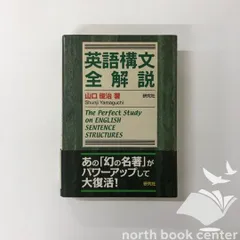 英語構文
全解説
山口俊治 著
研究社
Shunji Yamaguchi
The Perfect Study
on ENGLISH
SENTENCE
STRUCTURES
あの「幻の名著」が
パワーアップして
大復活!
研究社
north book center